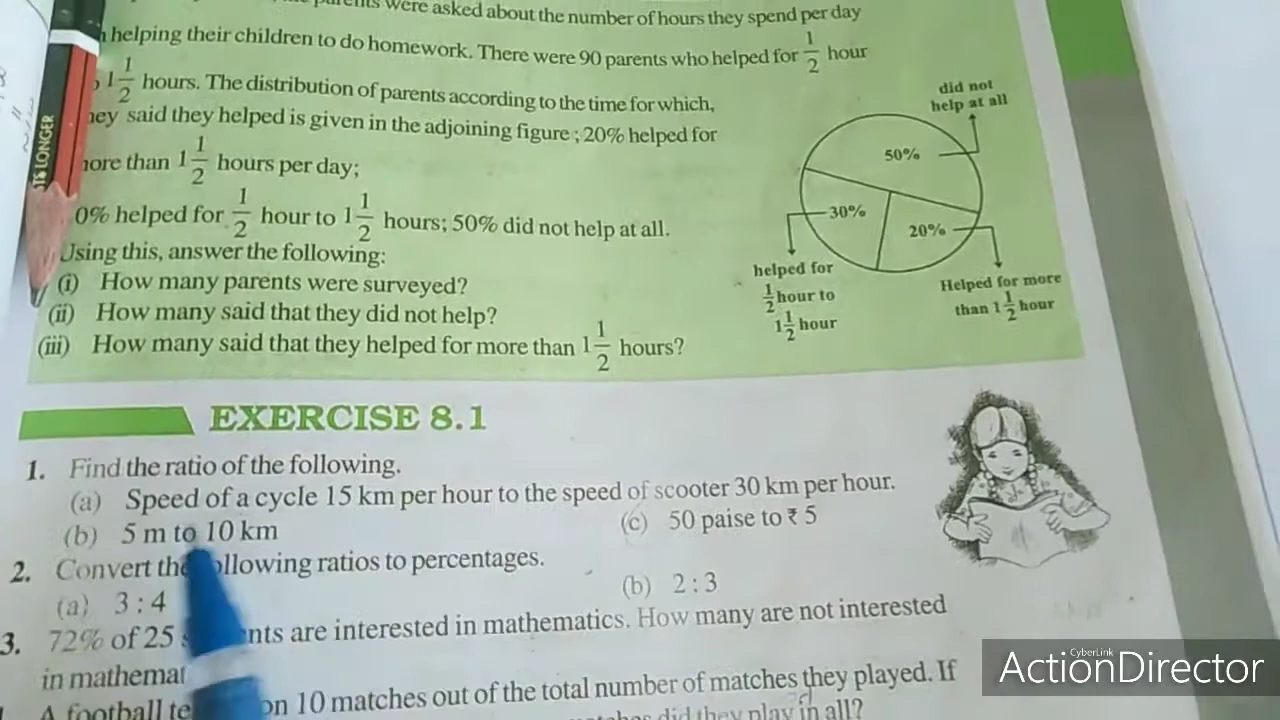 were asked about the number of hours they spend per day
helping their children to do homework. There were 90 parents who helped for 1/2 hour
1 1/2 hours. The distribution of parents according to the time for which,
said they helped is given in the adjoining figure ; 20% helped for
than 1 1/2 hours per day;
0% helped for 1/2 hour to 1 1/2 hours; 50% did not help at all.
Using this, answer the following:
(i) How many parents were surveyed?
(ii) How many said that they did not help?
(iii) How many said that they helped for more than 1 1/2 hours?
did not
help at all
50%
30%
20%
helped for
1/2 hour to
1 1/2 hour
Helped for more
than 1 1/2 hour
EXERCISE 8.1
1. Find the ratio of the following.
(a) Speed of a cycle 15 km per hour to the speed of scooter 30 km per hour.
(b) 5 m to 10 km (c) 50 paise to ₹ 5
2. Convert the following ratios to percentages.
(a) 3 : 4 (b) 2 : 3
3. 72% of 25 are interested in mathematics. How many are not interested
in
A football 10 matches out of the total number of matches they played. If
did they play in all?
LONGER
CyberLink
ActionDirector